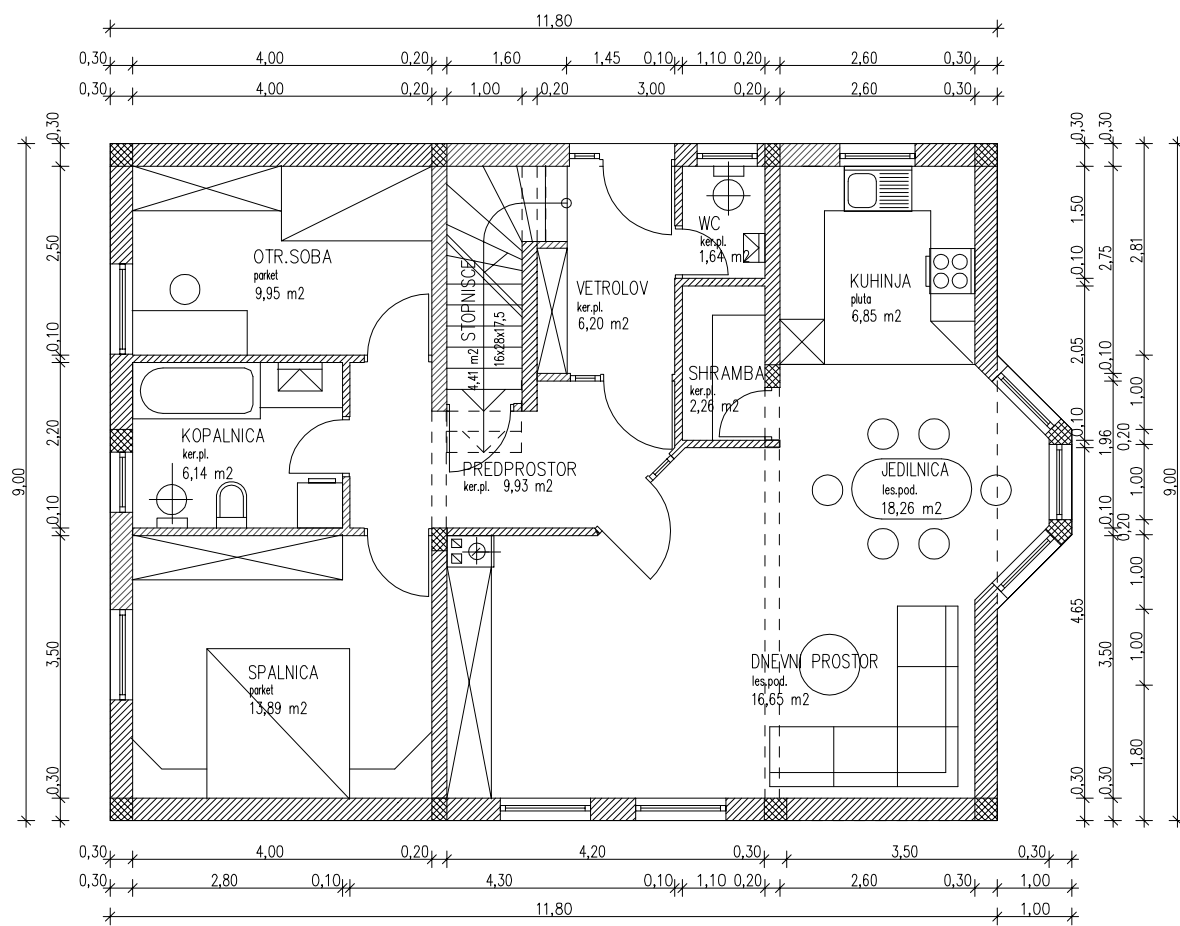 11,80
0,30 4,00 0,20 1,60 1,45 0,10 1,10 0,20 2,60 0,30
0,30 4,00 0,20 1,00 0,20 3,00 0,20 2,60 0,30
0,30
2,50
0,10
2,20
0,10
3,50
0,30
9,00
OTR.SOBA
parket
9,95 m2
STOPNISCE
4,41 m2
16x28x17,5
VETROLOV
ker.pl.
6,20 m2
WC
ker.pl.
1,64 m2
KUHINJA
pluta
6,85 m2
SHRAMBA
ker.pl.
2,26 m2
KOPALNICA
ker.pl.
6,14 m2
PREDPROSTOR
ker.pl. 9,93 m2
JEDILNICA
les.pod.
18,26 m2
SPALNICA
parket
13,89 m2
DNEVNI PROSTOR
les.pod.
16,65 m2
0,30
1,50
0,10
2,05
0,10
4,65
0,30
0,30
2,75
0,10
1,96
0,10
3,50
0,30
2,81
1,00
0,20
1,00
0,20
1,00
1,00
1,80
9,00
0,30 4,00 0,20 4,20 0,30 3,50 0,30
0,30 2,80 0,10 4,30 0,10 1,10 0,20 2,60 0,30 1,00
11,80 1,00